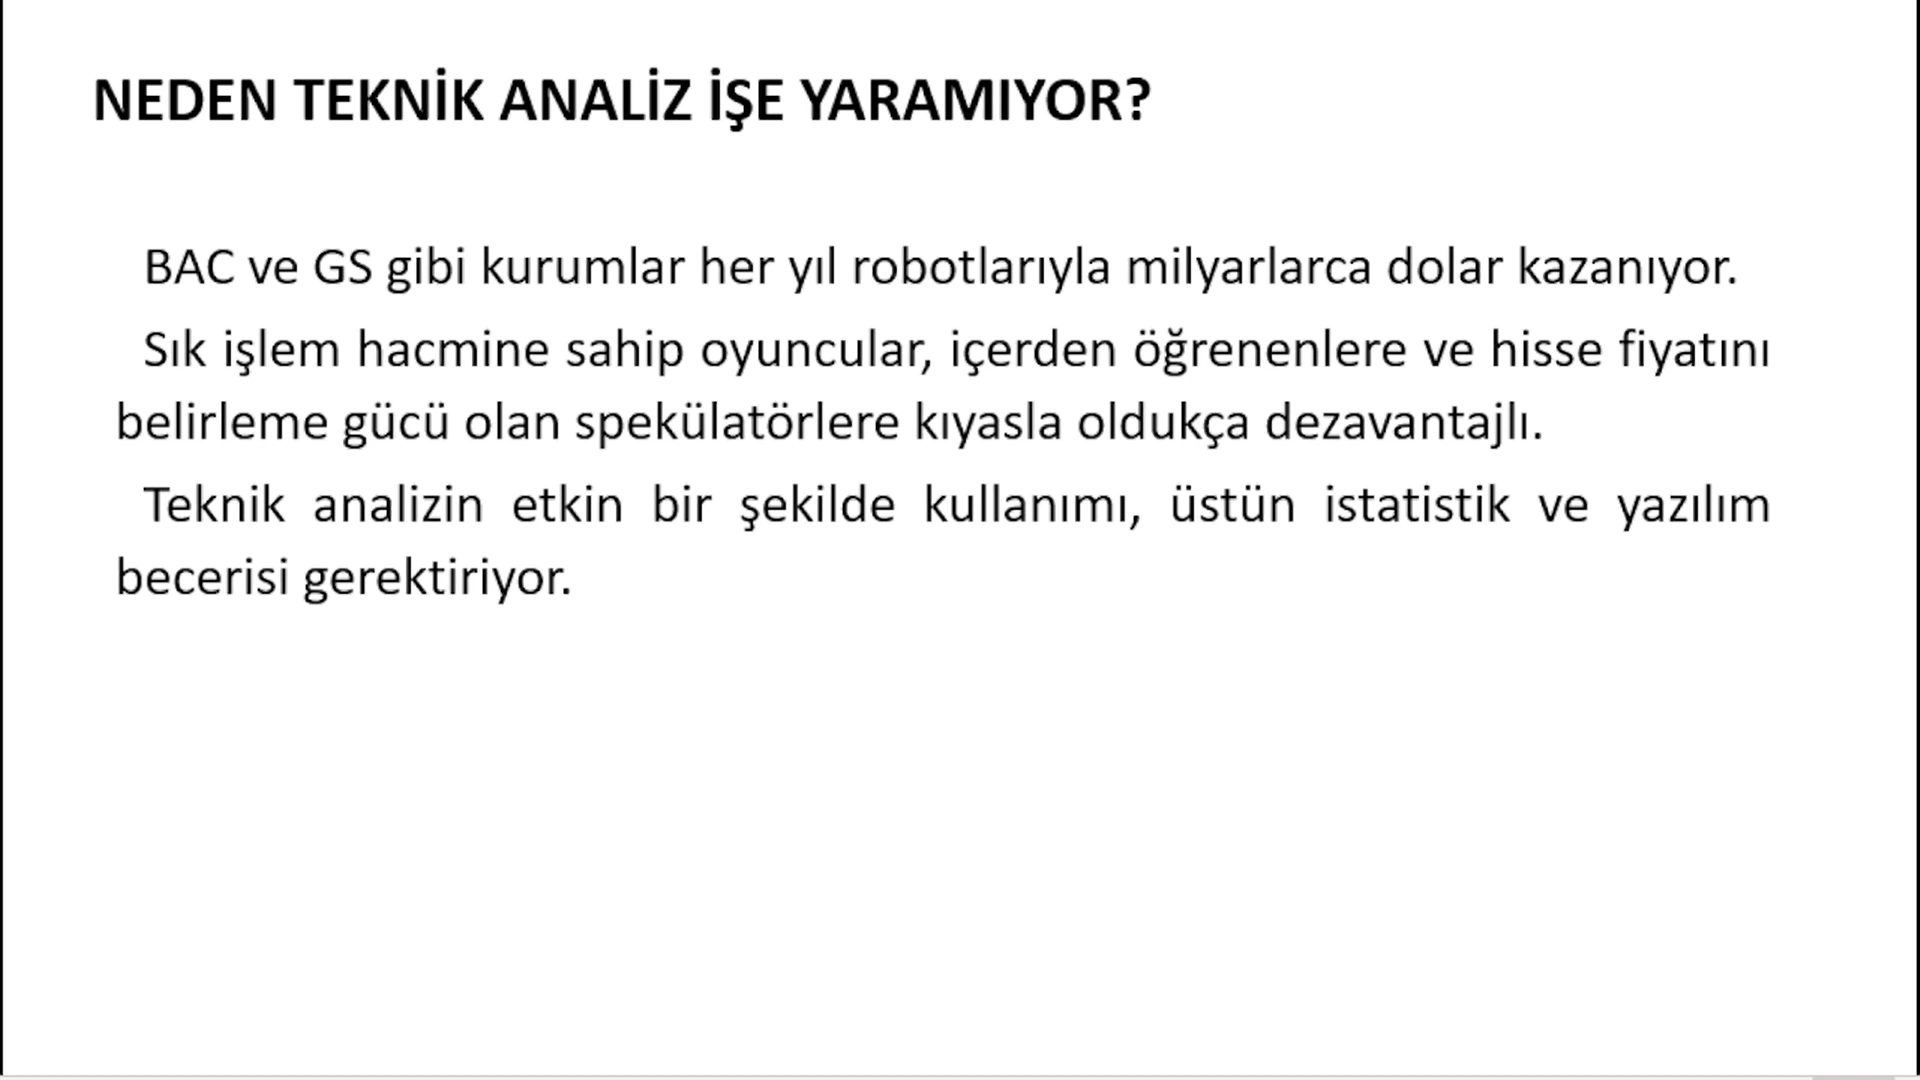 NEDEN TEKNİK ANALİZ İŞE YARAMIYOR?
BAC ve GS gibi kurumlar her yıl robotlarıyla milyarlarca dolar kazanıyor.
Sık işlem hacmine sahip oyuncular, içerden öğrenenlere ve hisse fiyatını
belirleme gücü olan spekülatörlere kıyasla oldukça dezavantajlı.
Teknik analizin etkin bir şekilde kullanımı, üstün istatistik ve yazılım
becerisi gerektiriyor.